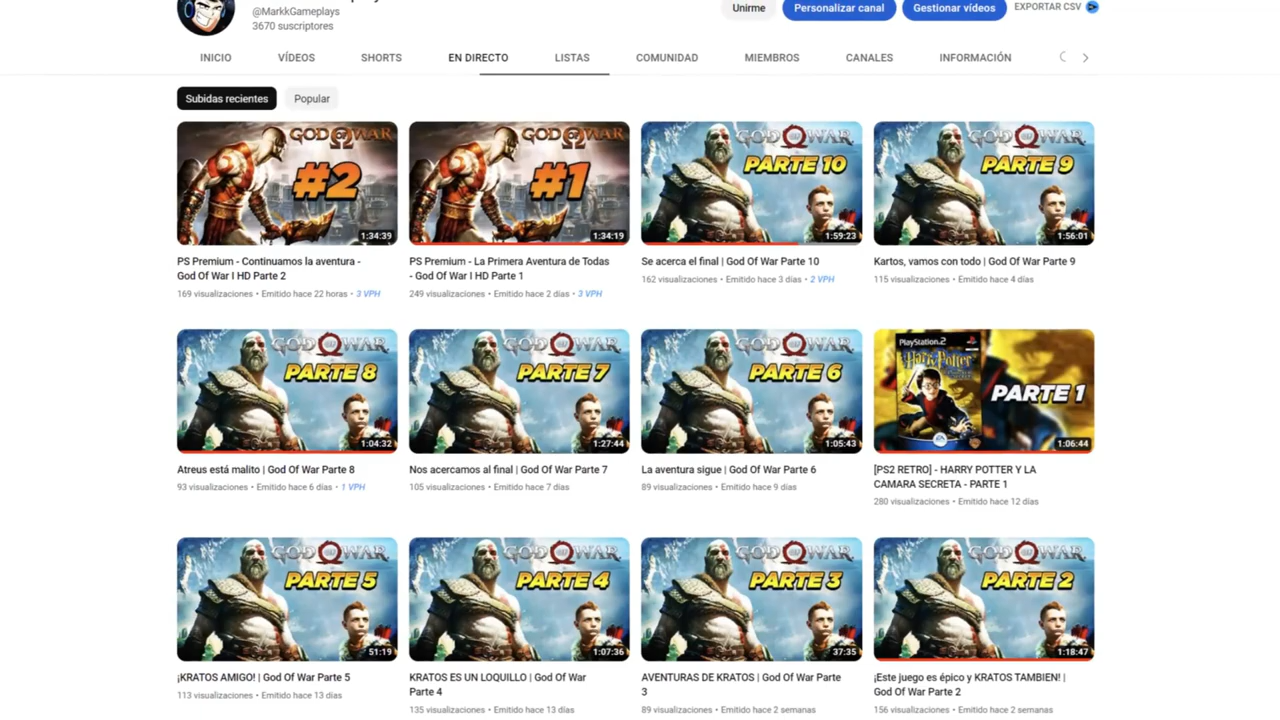 @MarkkGameplays
3670 suscriptores
Unirme
Personalizar canal
Gestionar vídeos
EXPORTAR CSV
INICIO
VÍDEOS
SHORTS
EN DIRECTO
LISTAS
COMUNIDAD
MIEMBROS
CANALES
INFORMACIÓN
Subidas recientes
Popular
GOD OF WAR
#2
1:34:39
PS Premium - Continuamos la aventura -
God Of War I HD Parte 2
169 visualizaciones • Emitido hace 22 horas • 3 VPH
GOD OF WAR
#1
1:34:19
PS Premium - La Primera Aventura de Todas
- God Of War I HD Parte 1
249 visualizaciones • Emitido hace 2 días • 3 VPH
GOD OF WAR
PARTE 10
1:59:23
Se acerca el final | God Of War Parte 10
162 visualizaciones • Emitido hace 3 días • 2 VPH
GOD OF WAR
PARTE 9
1:56:01
Kartos, vamos con todo | God Of War Parte 9
115 visualizaciones • Emitido hace 4 días
GOD OF WAR
PARTE 8
1:04:32
Atreus está malito | God Of War Parte 8
93 visualizaciones • Emitido hace 6 días • 1 VPH
GOD OF WAR
PARTE 7
1:27:44
Nos acercamos al final | God Of War Parte 7
105 visualizaciones • Emitido hace 7 días
GOD OF WAR
PARTE 6
1:05:43
La aventura sigue | God Of War Parte 6
89 visualizaciones • Emitido hace 9 días
PlayStation.2
Harry Potter
PARTE 1
1:06:44
[PS2 RETRO] - HARRY POTTER Y LA
CAMARA SECRETA - PARTE 1
280 visualizaciones • Emitido hace 12 días
GOD OF WAR
PARTE 5
51:19
¡KRATOS AMIGO! | God Of War Parte 5
113 visualizaciones • Emitido hace 13 días
GOD OF WAR
PARTE 4
1:07:36
KRATOS ES UN LOQUILLO | God Of War
Parte 4
135 visualizaciones • Emitido hace 13 días
GOD OF WAR
PARTE 3
37:35
AVENTURAS DE KRATOS | God Of War Parte
3
89 visualizaciones • Emitido hace 2 semanas
GOD OF WAR
PARTE 2
1:18:47
¡Este juego es épico y KRATOS TAMBIEN! |
God Of War Parte 2
156 visualizaciones • Emitido hace 2 semanas